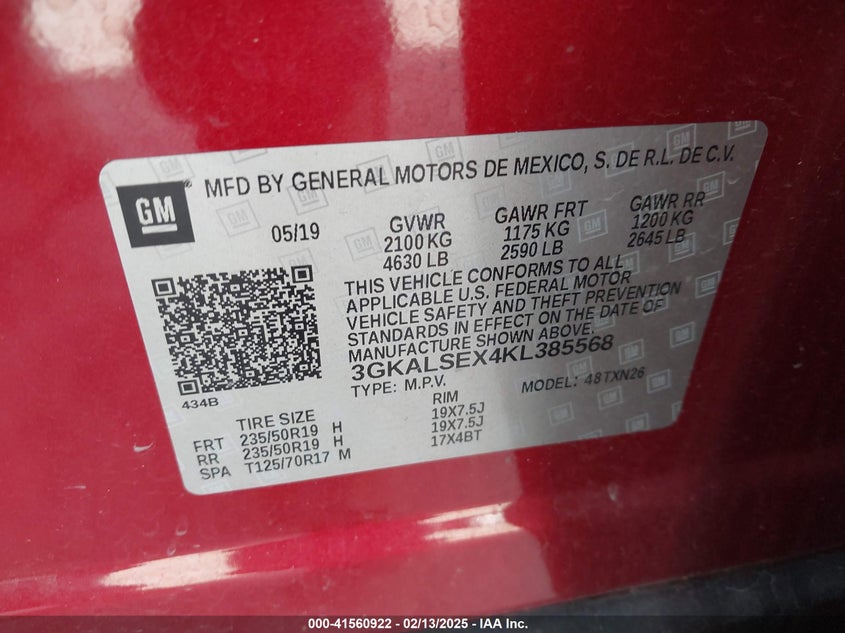 GM
MFD BY GENERAL MOTORS DE MEXICO, S. DE R.L. DE C.V.
05/19
GVWR
2100 KG
4630 LB
GAWR FRT
1175 KG
2590 LB
GAWR RR
1200 KG
2645 LB
THIS VEHICLE CONFORMS TO ALL
APPLICABLE U.S. FEDERAL MOTOR
VEHICLE SAFETY AND THEFT PREVENTION
STANDARDS IN EFFECT ON THE DATE OF
MANUFACTURE SHOWN ABOVE.
3GKALSEX4KL385568
TYPE: M.P.V. MODEL: 48TXN26
434B
TIRE SIZE RIM
FRT 235/50R19 H 19X7.5J
RR 235/50R19 H 19X7.5J
SPA T125/70R17 M 17X4BT
000-41560922 - 02/13/2025 - IAA Inc.